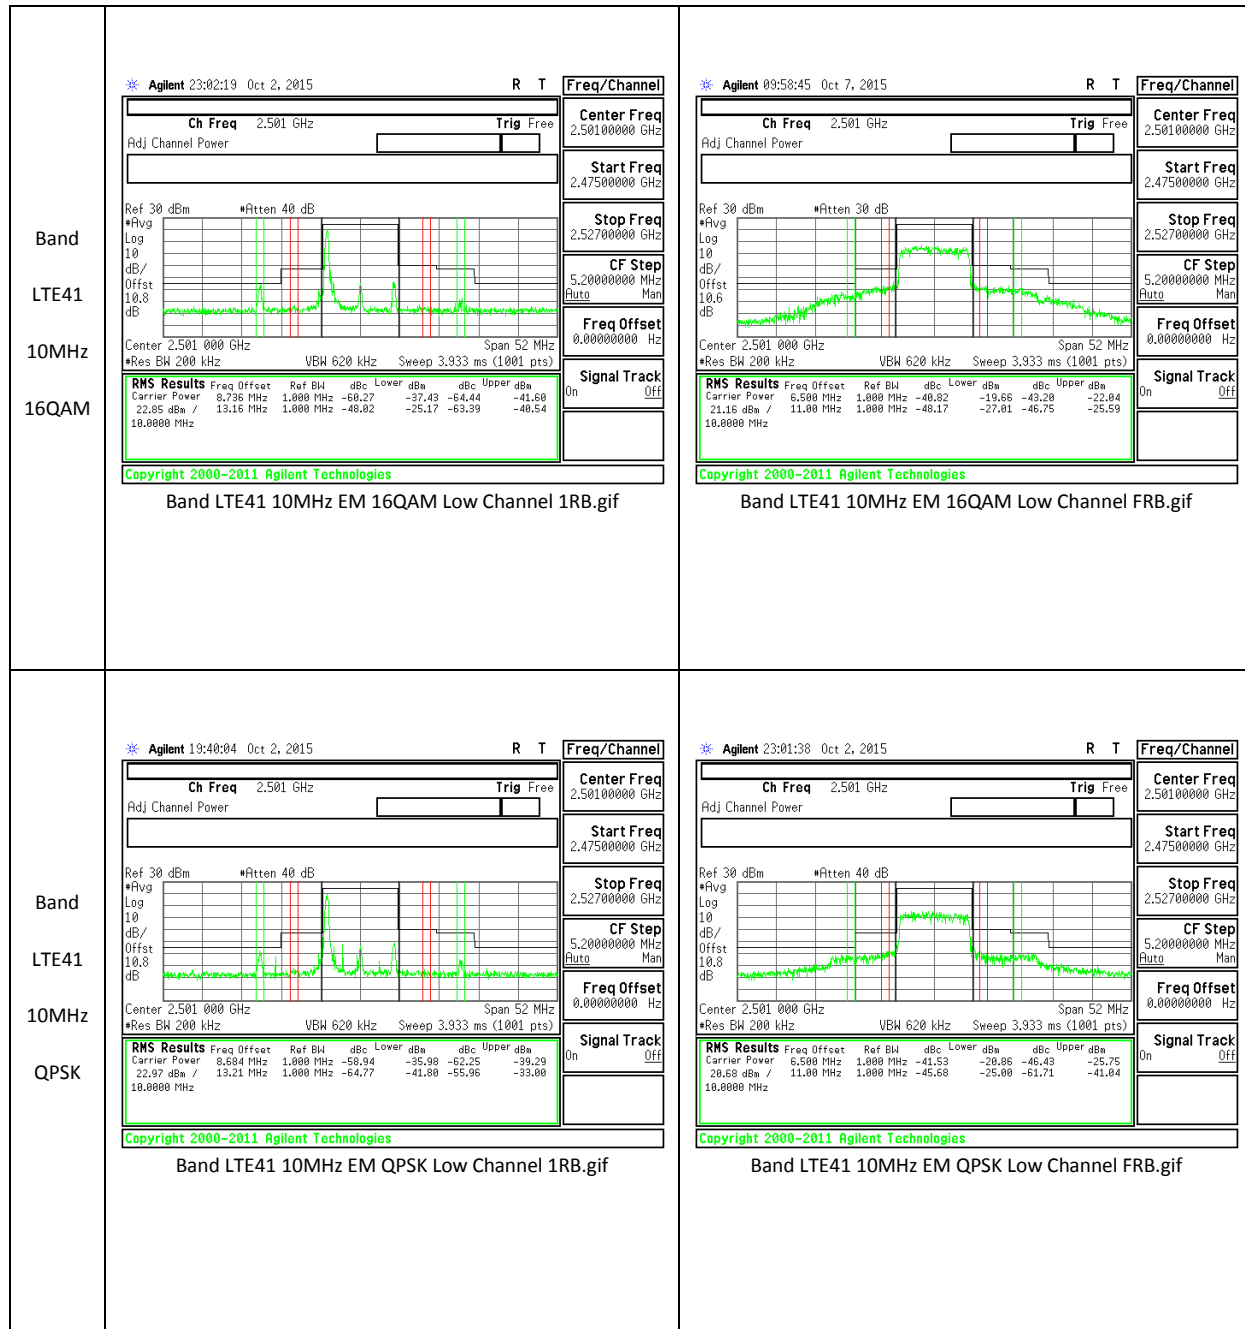 Band
LTE41
10MHz
16QAM
Agilent 23:02:19 Oct 2, 2015 R T
Freq/Channel
Ch Freq 2.501 GHz Trig Free
Adj Channel Power
Center Freq
2.50100000 GHz
Start Freq
2.47500000 GHz
Stop Freq
2.52700000 GHz
CF Step
5.20000000 MHz
Auto Man
Freq Offset
0.00000000 Hz
Signal Track
On Off
Ref 30 dBm #Atten 40 dB
#Avg
Log
10
dB/
Offst
10.8
dB
Center 2.501 000 GHz Span 52 MHz
#Res BW 200 kHz VBW 620 kHz Sweep 3.933 ms (1001 pts)
RMS Results Freq Offset Ref BW dBc Lower dBm dBc Upper dBm
Carrier Power 8.736 MHz 1.000 MHz -60.27 -37.43 -64.44 -41.60
22.85 dBm / 13.16 MHz 1.000 MHz -48.02 -25.17 -63.39 -40.54
10.0000 MHz
Copyright 2000-2011 Agilent Technologies
Band LTE41 10MHz EM 16QAM Low Channel 1RB.gif
Agilent 09:58:45 Oct 7, 2015 R T
Freq/Channel
Ch Freq 2.501 GHz Trig Free
Adj Channel Power
Center Freq
2.50100000 GHz
Start Freq
2.47500000 GHz
Stop Freq
2.52700000 GHz
CF Step
5.20000000 MHz
Auto Man
Freq Offset
0.00000000 Hz
Signal Track
On Off
Ref 30 dBm #Atten 30 dB
#Avg
Log
10
dB/
Offst
10.6
dB
Center 2.501 000 GHz Span 52 MHz
#Res BW 200 kHz VBW 620 kHz Sweep 3.933 ms (1001 pts)
RMS Results Freq Offset Ref BW dBc Lower dBm dBc Upper dBm
Carrier Power 6.500 MHz 1.000 MHz -40.82 -19.66 -43.20 -22.04
21.16 dBm / 11.00 MHz 1.000 MHz -48.17 -27.01 -46.75 -25.59
10.0000 MHz
Copyright 2000-2011 Agilent Technologies
Band LTE41 10MHz EM 16QAM Low Channel FRB.gif
Band
LTE41
10MHz
QPSK
Agilent 19:40:04 Oct 2, 2015 R T
Freq/Channel
Ch Freq 2.501 GHz Trig Free
Adj Channel Power
Center Freq
2.50100000 GHz
Start Freq
2.47500000 GHz
Stop Freq
2.52700000 GHz
CF Step
5.20000000 MHz
Auto Man
Freq Offset
0.00000000 Hz
Signal Track
On Off
Ref 30 dBm #Atten 40 dB
#Avg
Log
10
dB/
Offst
10.8
dB
Center 2.501 000 GHz Span 52 MHz
#Res BW 200 kHz VBW 620 kHz Sweep 3.933 ms (1001 pts)
RMS Results Freq Offset Ref BW dBc Lower dBm dBc Upper dBm
Carrier Power 8.684 MHz 1.000 MHz -58.94 -35.98 -62.25 -39.29
22.97 dBm / 13.21 MHz 1.000 MHz -64.77 -41.80 -55.96 -33.00
10.0000 MHz
Copyright 2000-2011 Agilent Technologies
Band LTE41 10MHz EM QPSK Low Channel 1RB.gif
Agilent 23:01:38 Oct 2, 2015 R T
Freq/Channel
Ch Freq 2.501 GHz Trig Free
Adj Channel Power
Center Freq
2.50100000 GHz
Start Freq
2.47500000 GHz
Stop Freq
2.52700000 GHz
CF Step
5.20000000 MHz
Auto Man
Freq Offset
0.00000000 Hz
Signal Track
On Off
Ref 30 dBm #Atten 40 dB
#Avg
Log
10
dB/
Offst
10.8
dB
Center 2.501 000 GHz Span 52 MHz
#Res BW 200 kHz VBW 620 kHz Sweep 3.933 ms (1001 pts)
RMS Results Freq Offset Ref BW dBc Lower dBm dBc Upper dBm
Carrier Power 6.500 MHz 1.000 MHz -41.53 -20.86 -46.43 -25.75
20.68 dBm / 11.00 MHz 1.000 MHz -45.68 -25.00 -61.71 -41.04
10.0000 MHz
Copyright 2000-2011 Agilent Technologies
Band LTE41 10MHz EM QPSK Low Channel FRB.gif